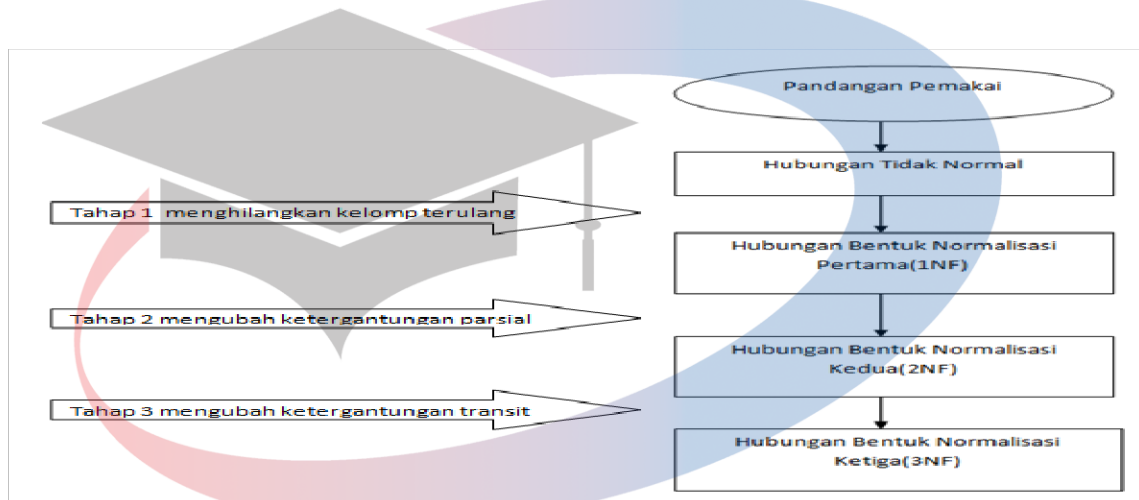 Pandangan Pemakai
Hubungan Tidak Normal
Tahap 1 menghilangkan kelomp terulang
Hubungan Bentuk Normalisasi
Pertama(1NF)
Tahap 2 mengubah ketergantungan parsial
Hubungan Bentuk Normalisasi
Kedua(2NF)
Tahap 3 mengubah ketergantungan transit
Hubungan Bentuk Normalisasi
Ketiga(3NF)